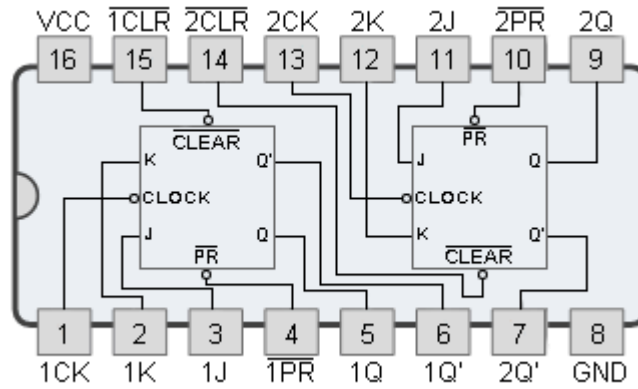 VCC 1CLR 2CLR 2CK 2K 2J 2PR 2Q
16 15 14 13 12 11 10 9
CLEAR PR
K Q' J Q
CLOCK CLOCK
J Q K Q'
PR CLEAR
1 2 3 4 5 6 7 8
1CK 1K 1J 1PR 1Q 1Q' 2Q' GND